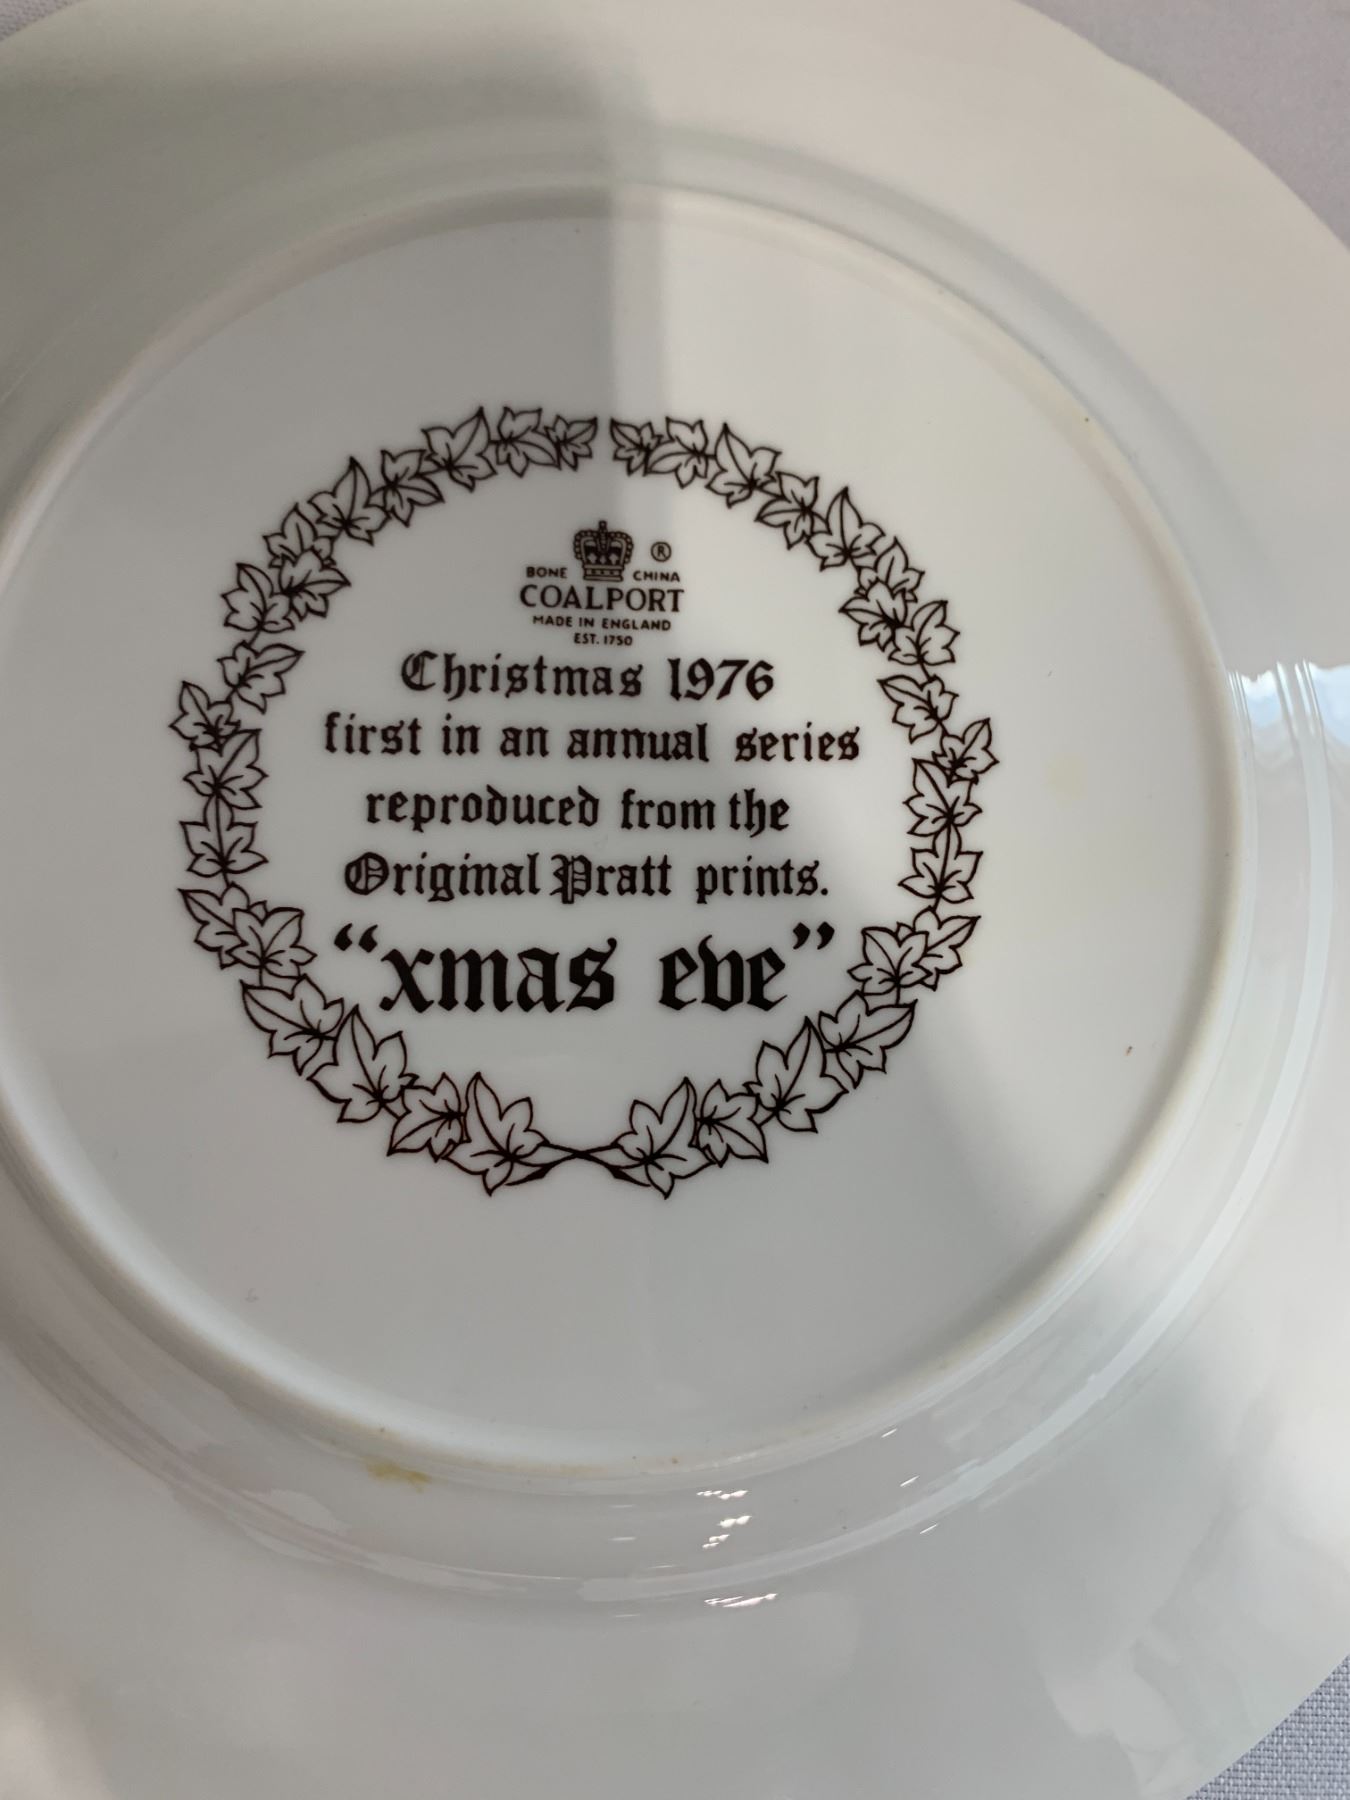 ®
BONE CHINA
COALPORT
MADE IN ENGLAND
EST. 1750
Christmas 1976
first in an annual series
reproduced from the
Original Pratt prints.
“xmas eve”